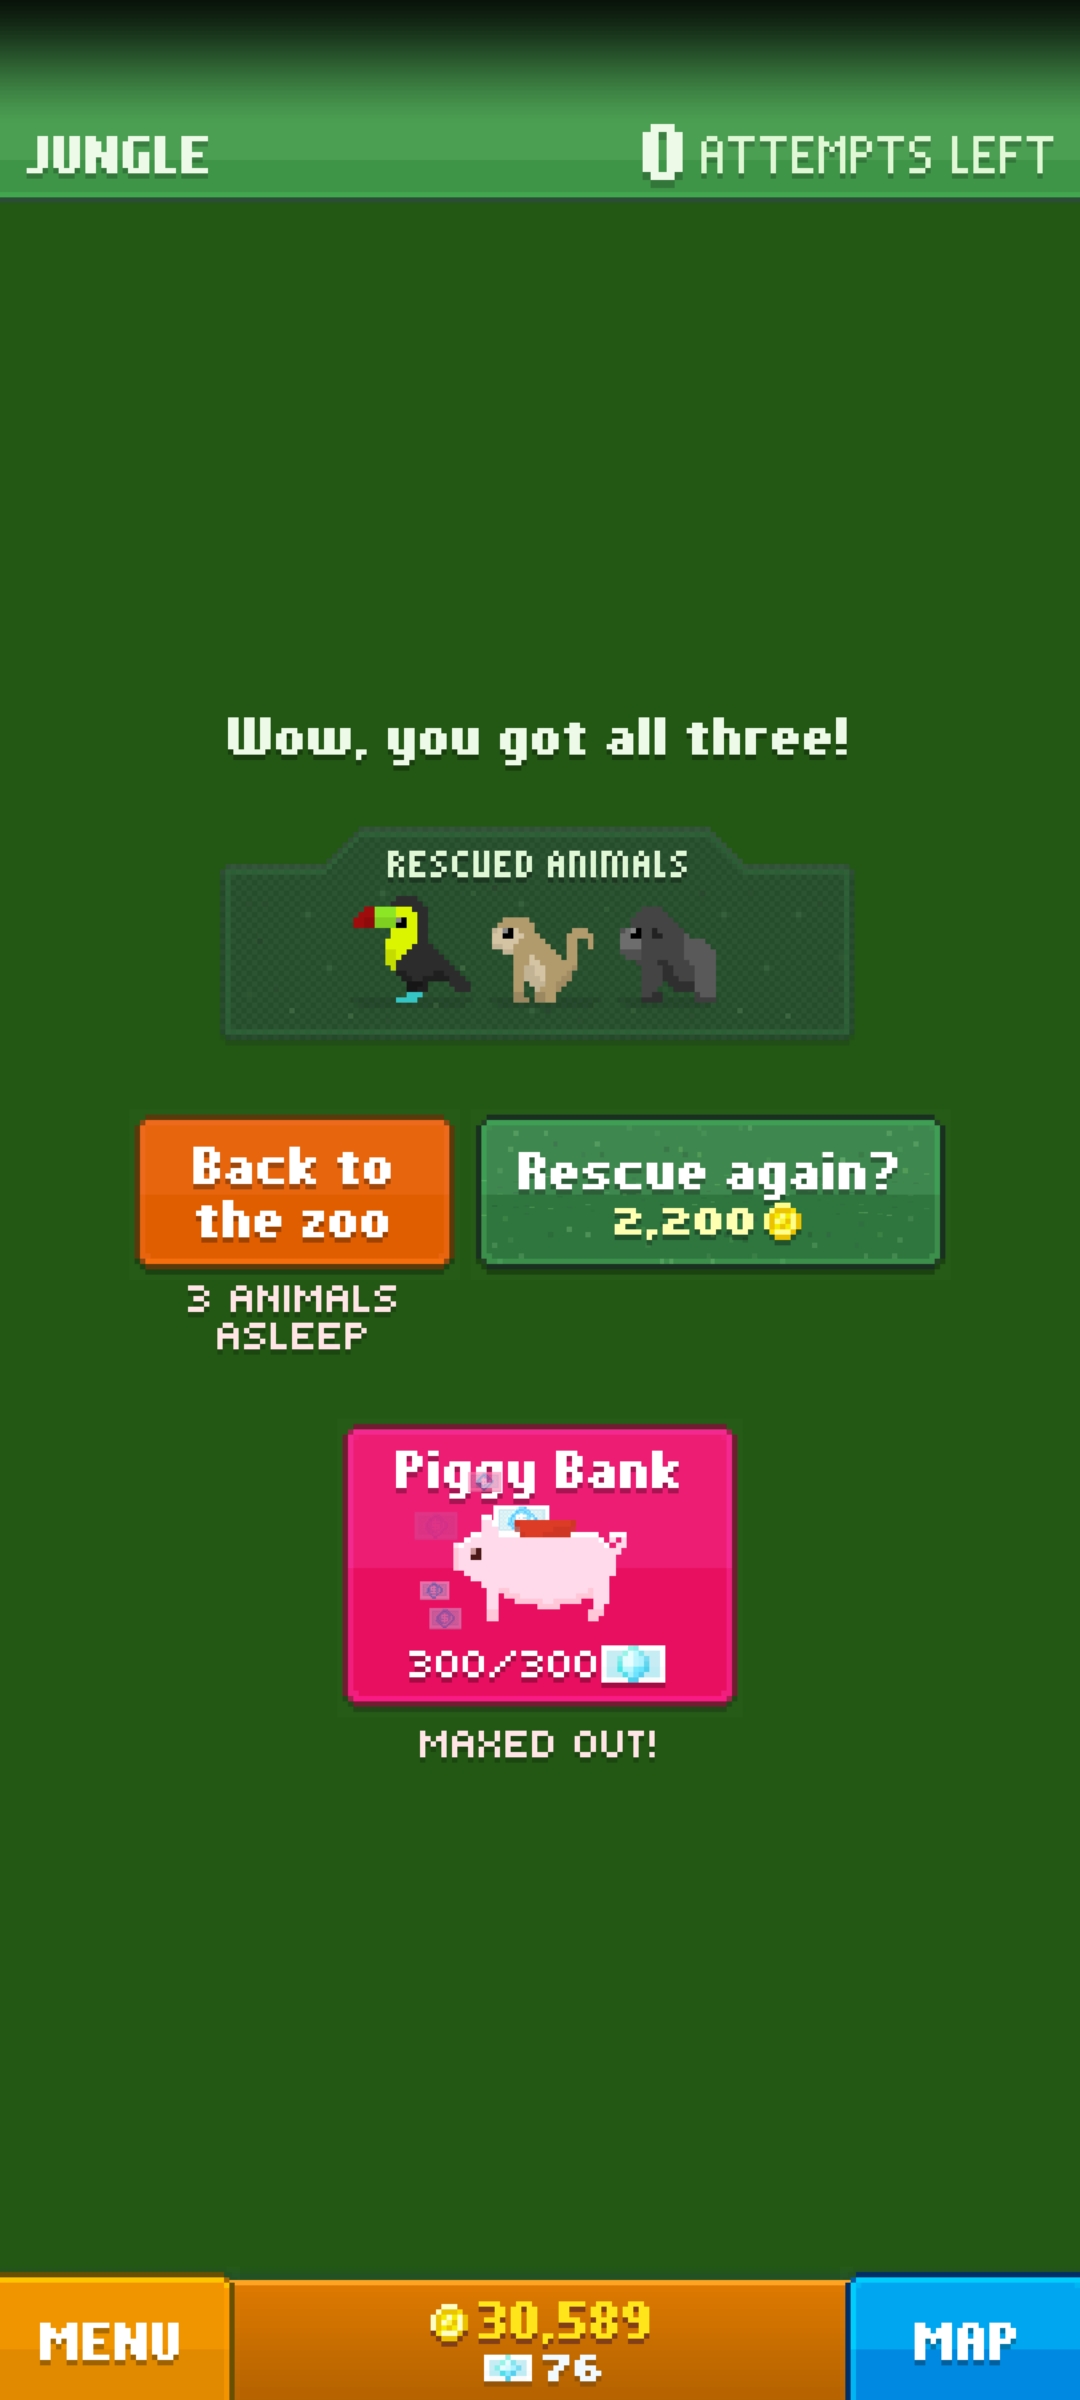 JUNGLE
0 ATTEMPTS LEFT
Wow, you got all three!
RESCUED ANIMALS
Back to
the zoo
Rescue again?
2,200
3 ANIMALS
ASLEEP
Piggy Bank
300/300
MAXED OUT!
MENU
30,589
76
MAP